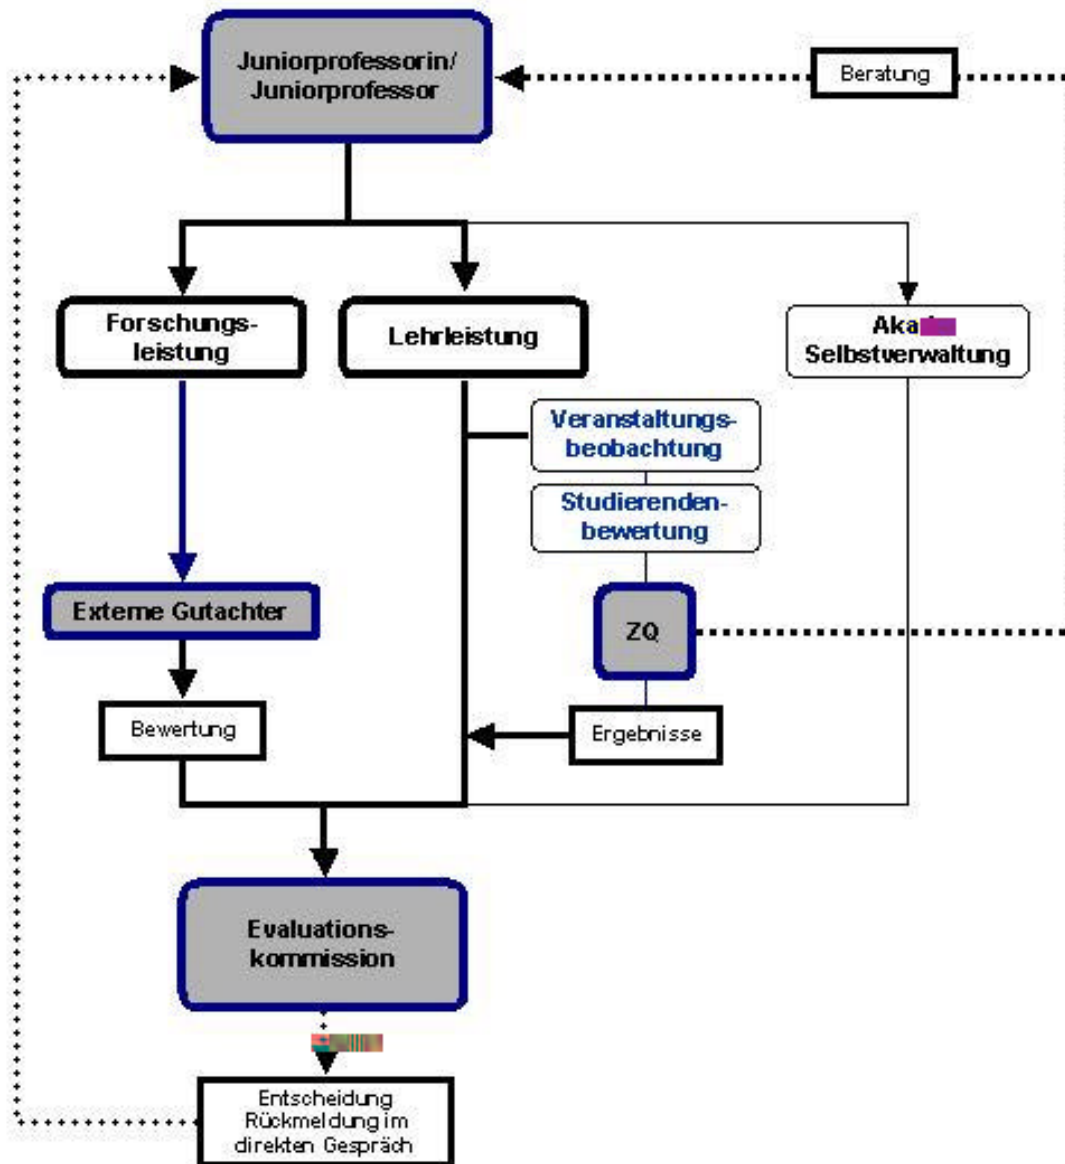 Juniorprofessorin/
Juniorprofessor
Beratung
Forschungs-
leistung
Lehrleistung
Selbstverwaltung
Veranstaltungs-
beobachtung
Studierenden-
bewertung
Externe Gutachter
ZQ
Bewertung
Ergebnisse
Evaluations-
kommission
Entscheidung
Rückmeldung im
direkten Gespräch